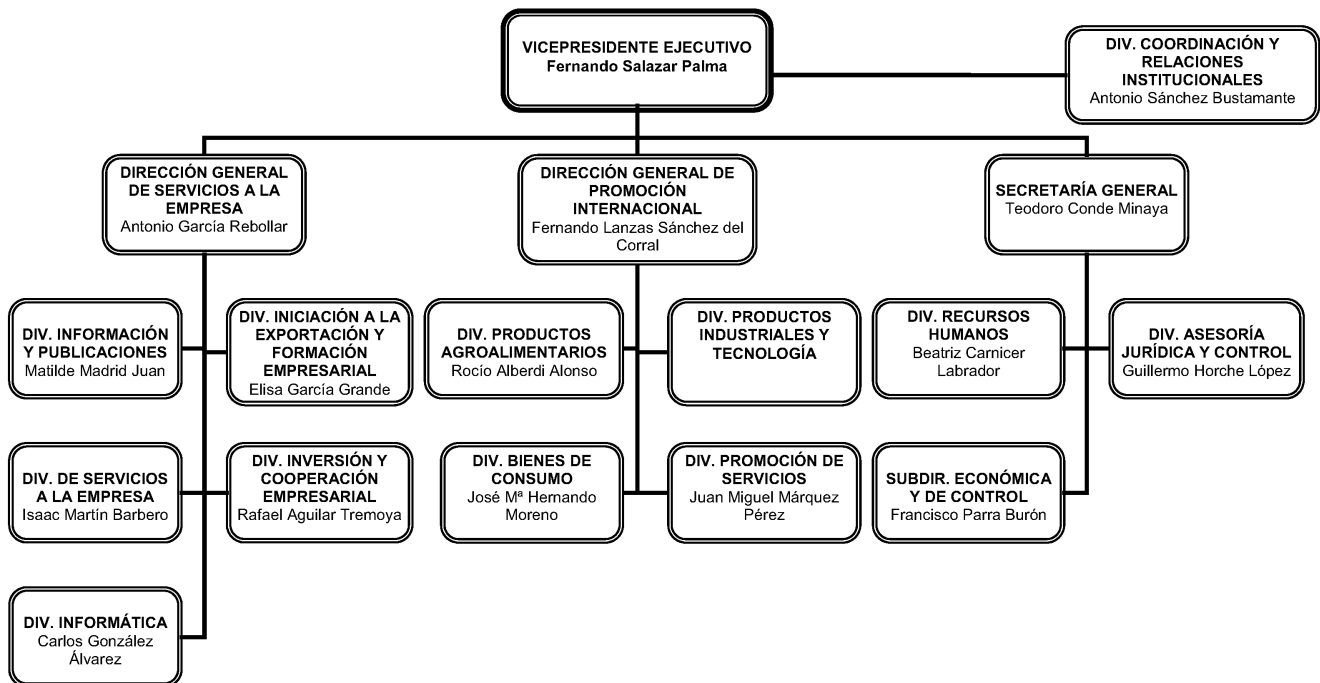 VICEPRESIDENTE EJECUTIVO
Fernando Salazar Palma
DIV. COORDINACIÓN Y
RELACIONES
INSTITUCIONALES
Antonio Sánchez Bustamante
DIRECCIÓN GENERAL
DE SERVICIOS A LA
EMPRESA
Antonio García Rebollar
DIRECCIÓN GENERAL DE
PROMOCIÓN
INTERNACIONAL
Fernando Lanzas Sánchez del
Corral
SECRETARÍA GENERAL
Teodoro Conde Minaya
DIV. INFORMACIÓN
Y PUBLICACIONES
Matilde Madrid Juan
DIV. INICIACIÓN A LA
EXPORTACIÓN Y
FORMACIÓN
EMPRESARIAL
Elisa García Grande
DIV. PRODUCTOS
AGROALIMENTARIOS
Rocío Alberdi Alonso
DIV. PRODUCTOS
INDUSTRIALES Y
TECNOLOGÍA
DIV. RECURSOS
HUMANOS
Beatriz Carnicer
Labrador
DIV. ASESORÍA
JURÍDICA Y CONTROL
Guillermo Horche López
DIV. DE SERVICIOS
A LA EMPRESA
Isaac Martín Barbero
DIV. INVERSIÓN Y
COOPERACIÓN
EMPRESARIAL
Rafael Aguilar Tremoya
DIV. BIENES DE
CONSUMO
José Mª Hernando
Moreno
DIV. PROMOCIÓN DE
SERVICIOS
Juan Miguel Márquez
Pérez
SUBDIR. ECONÓMICA
Y DE CONTROL
Francisco Parra Burón
DIV. INFORMÁTICA
Carlos González
Álvarez